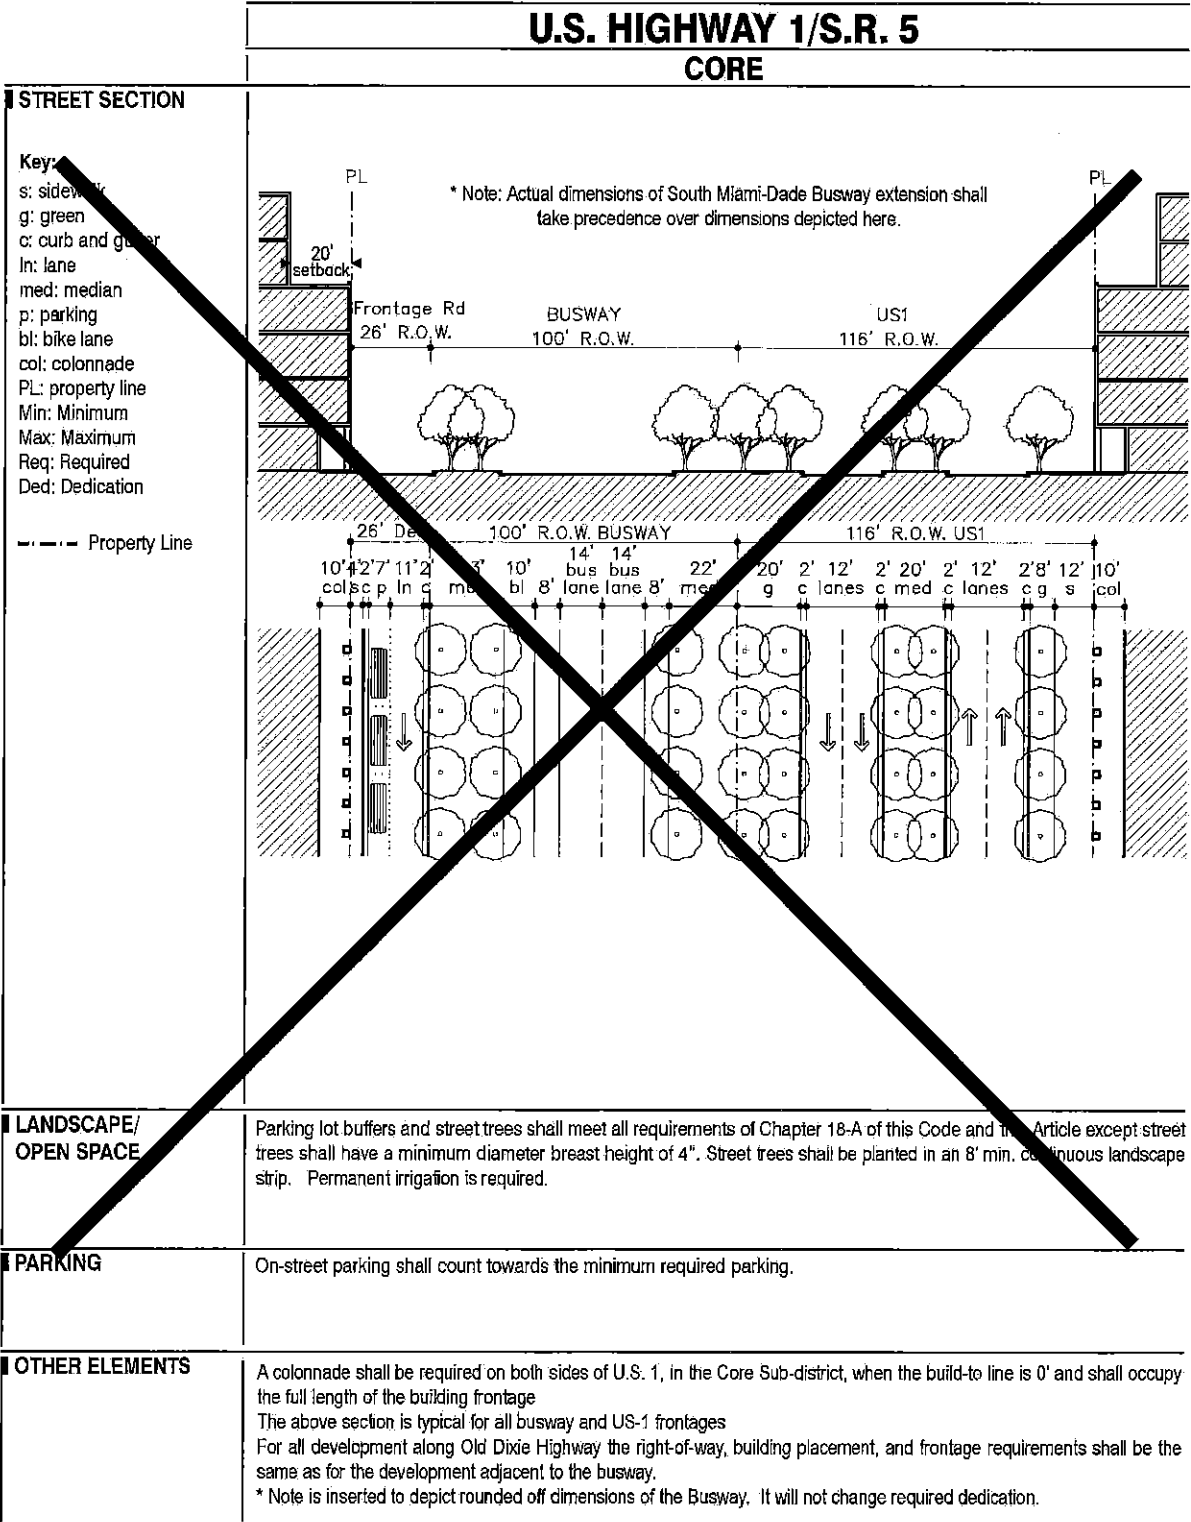 U.S. HIGHWAY 1/S.R. 5
CORE
STREET SECTION
Key:
s: sidewalk
g: green
c: curb and gutter
ln: lane
med: median
p: parking
bl: bike lane
col: colonnade
PL: property line
Min: Minimum
Max: Maximum
Req: Required
Ded: Dedication
Property Line
PL
* Note: Actual dimensions of South Miami-Dade Busway extension shall
take precedence over dimensions depicted here.
PL
20'
setback
Frontage Rd
26' R.O.W.
BUSWAY
100' R.O.W.
US1
116' R.O.W.
26' 100' R.O.W. BUSWAY 116' R.O.W. US1
10' 4' 2' 7' 11' 2' 10' 8' 14' 14' 8' 22' 20' 2' 12' 2' 20' 2' 12' 2' 8' 12' 10'
col s c p ln c bl bus lane bus lane med g c lanes c med c lanes c g s col
LANDSCAPE/
OPEN SPACE
Parking lot buffers and street trees shall meet all requirements of Chapter 18-A of this Code and this Article except street
trees shall have a minimum diameter breast height of 4". Street trees shall be planted in an 8' min. continuous landscape
strip. Permanent irrigation is required.
PARKING
On-street parking shall count towards the minimum required parking.
OTHER ELEMENTS
A colonnade shall be required on both sides of U.S. 1, in the Core Sub-district, when the build-to line is 0' and shall occupy
the full length of the building frontage
The above section is typical for all busway and US-1 frontages
For all development along Old Dixie Highway the right-of-way, building placement, and frontage requirements shall be the
same as for the development adjacent to the busway.
* Note is inserted to depict rounded off dimensions of the Busway. It will not change required dedication.